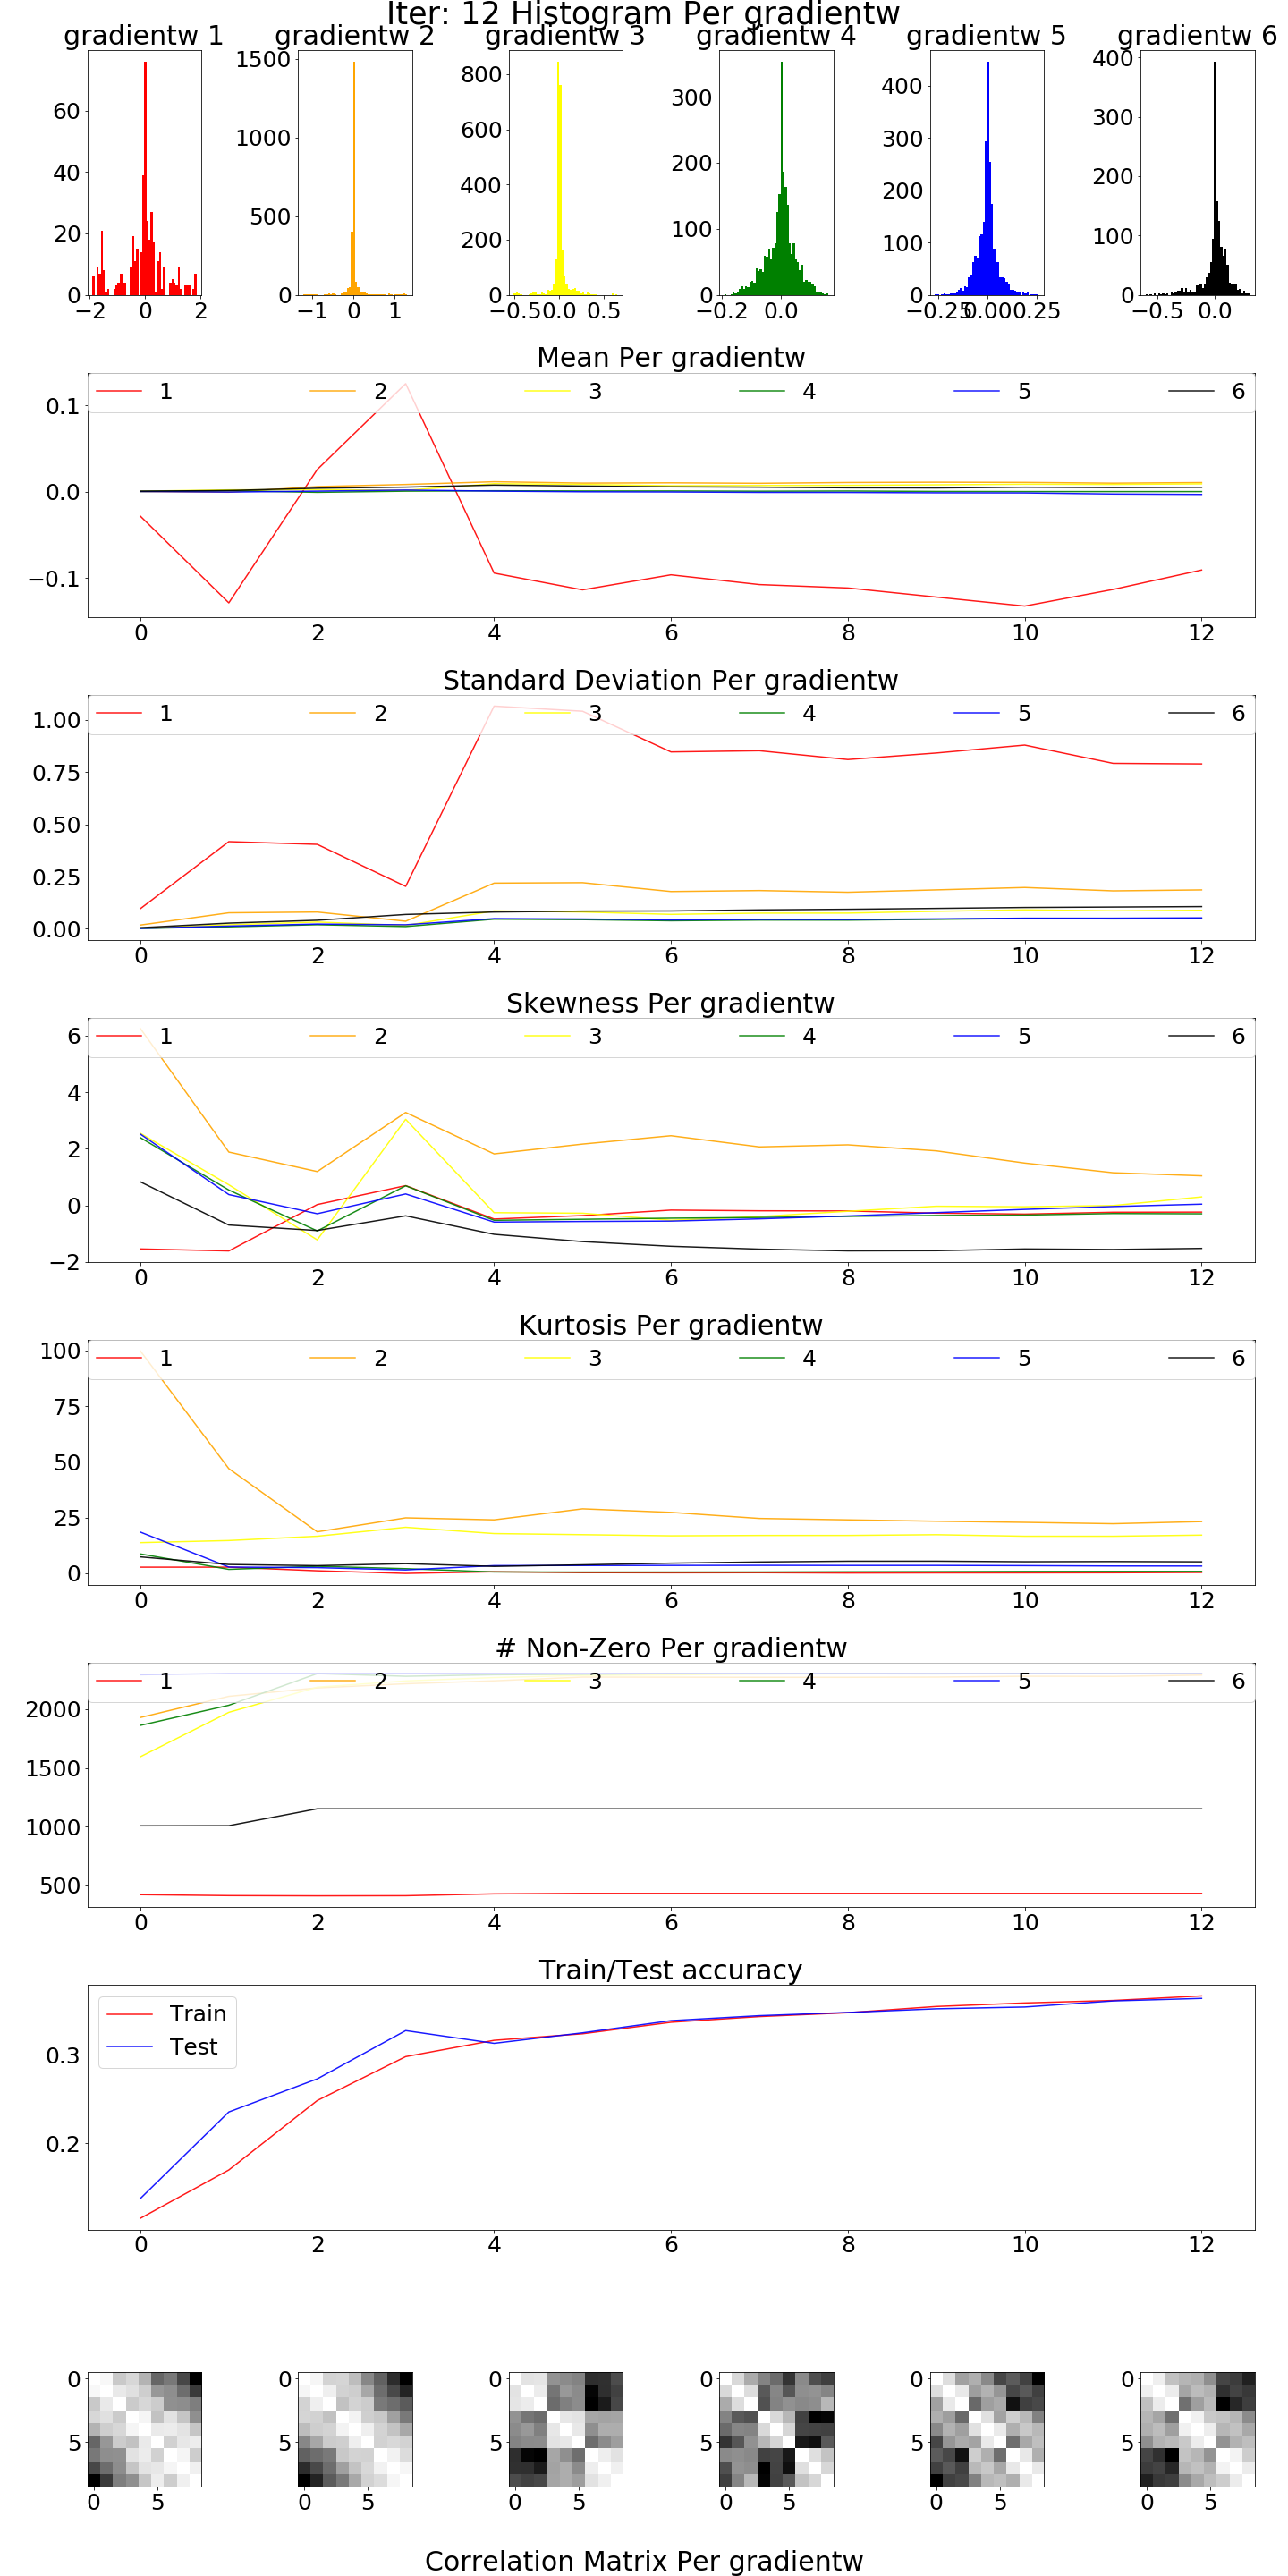 Iter: 12 Histogram Per gradientw
gradientw 1 gradientw 2 gradientw 3 gradientw 4 gradientw 5 gradientw 6
60
40
20
0
−2 0 2
1500
1000
500
0
−1 0 1
800
600
400
200
0
−0.5 0.0 0.5
300
200
100
0
−0.2 0.0
400
300
200
100
0
−0.25 0.00 0.25
400
300
200
100
0
−0.5 0.0
Mean Per gradientw
1 2 3 4 5 6
0.1
0.0
−0.1
0 2 4 6 8 10 12
Standard Deviation Per gradientw
1 2 3 4 5 6
1.00
0.75
0.50
0.25
0.00
0 2 4 6 8 10 12
Skewness Per gradientw
1 2 3 4 5 6
6
4
2
0
−2
0 2 4 6 8 10 12
Kurtosis Per gradientw
1 2 3 4 5 6
100
75
50
25
0
0 2 4 6 8 10 12
# Non-Zero Per gradientw
1 2 3 4 5 6
2000
1500
1000
500
0 2 4 6 8 10 12
Train/Test accuracy
Train
Test
0.3
0.2
0 2 4 6 8 10 12
0 0 0 0 0 0
5 5 5 5 5 5
0 5 0 5 0 5 0 5 0 5 0 5
Correlation Matrix Per gradientw